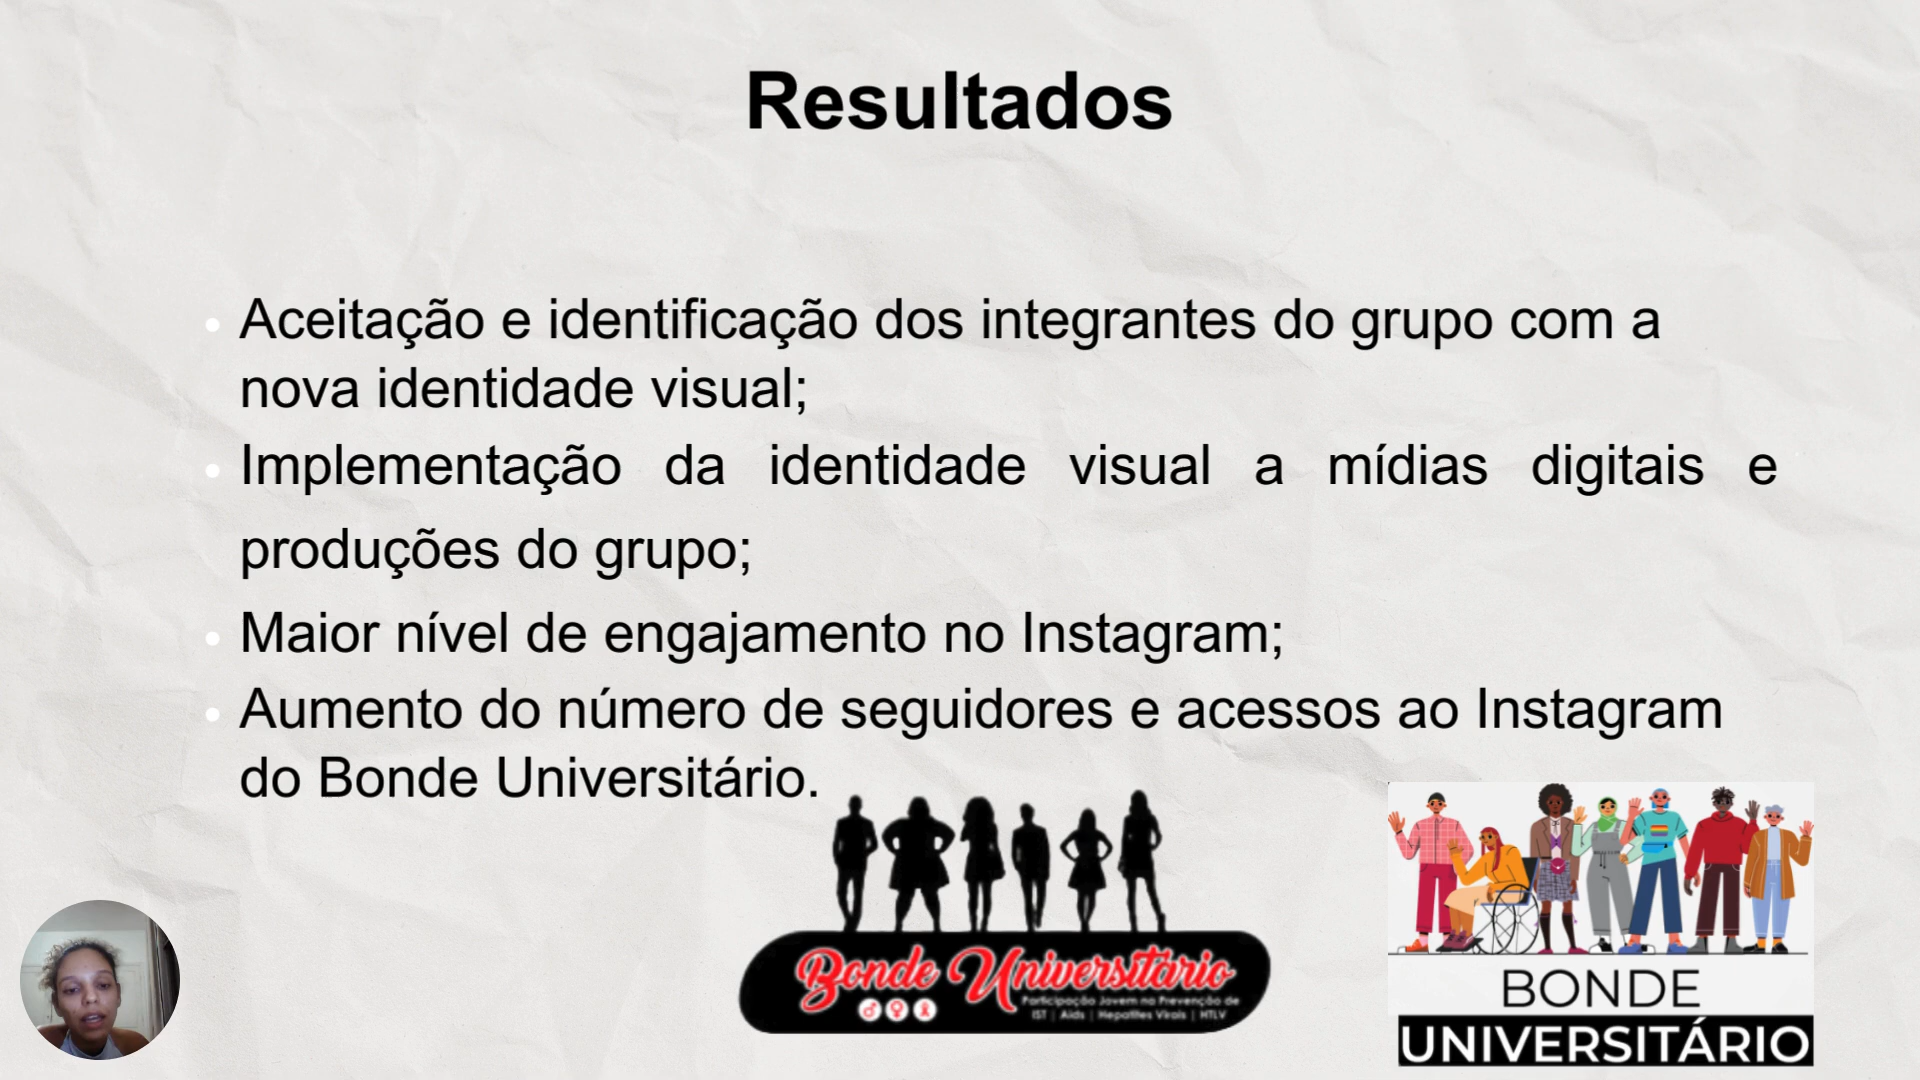 Resultados
Aceitação e identificação dos integrantes do grupo com a
nova identidade visual;
Implementação da identidade visual a mídias digitais e
produções do grupo;
Maior nível de engajamento no Instagram;
Aumento do número de seguidores e acessos ao Instagram
do Bonde Universitário.
Bonde Universitário
Participação Jovem na Prevenção de
IST | Aids | Hepatites Virais | HTLV
BONDE
UNIVERSITÁRIO